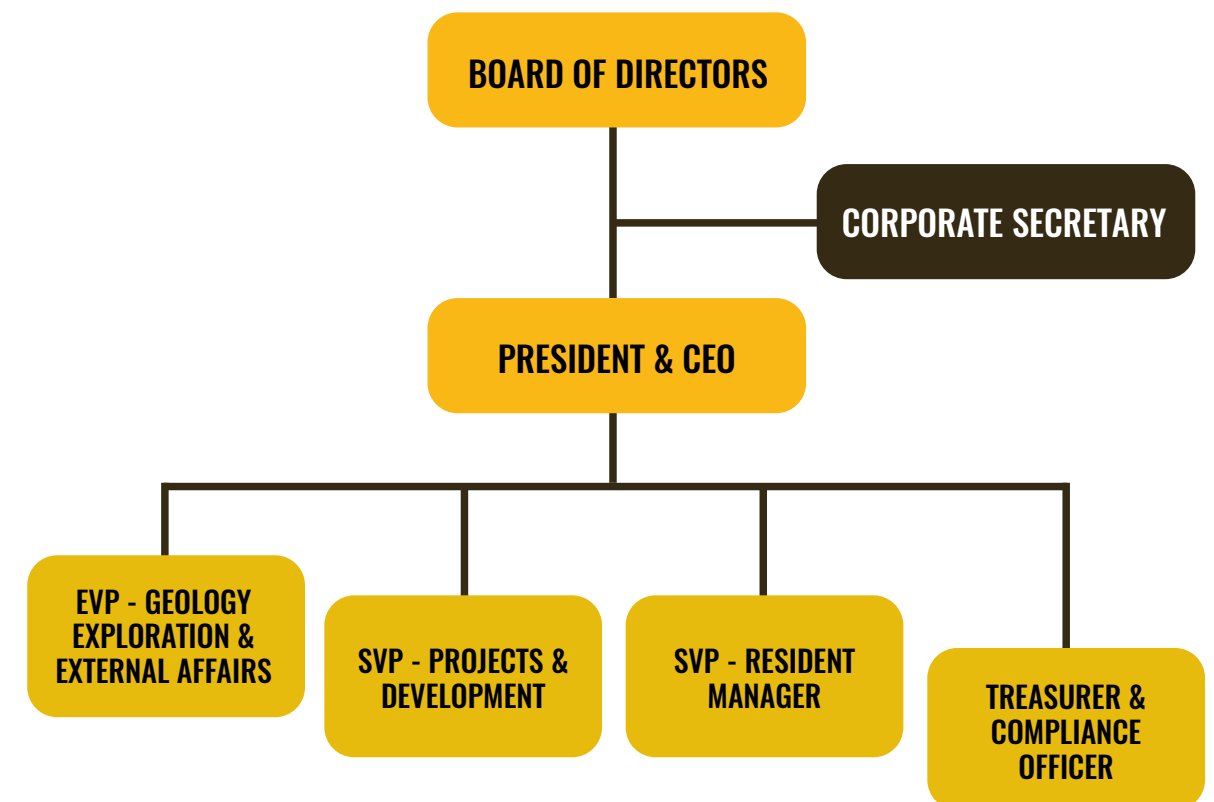 BOARD OF DIRECTORS
CORPORATE SECRETARY
PRESIDENT & CEO
EVP - GEOLOGY
EXPLORATION &
EXTERNAL AFFAIRS
SVP - PROJECTS &
DEVELOPMENT
SVP - RESIDENT
MANAGER
TREASURER &
COMPLIANCE
OFFICER